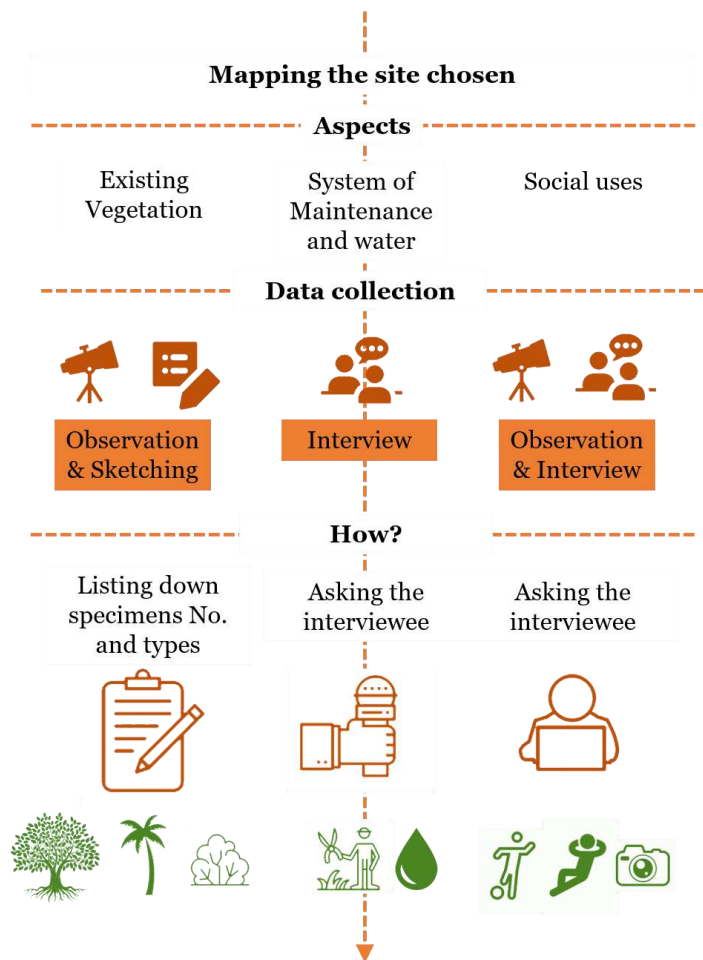 Mapping the site chosen
Aspects
Existing
Vegetation
System of
Maintenance
and water
Social uses
Data collection
Observation
& Sketching
Interview
Observation
& Interview
How?
Listing down
specimens No.
and types
Asking the
interviewee
Asking the
interviewee